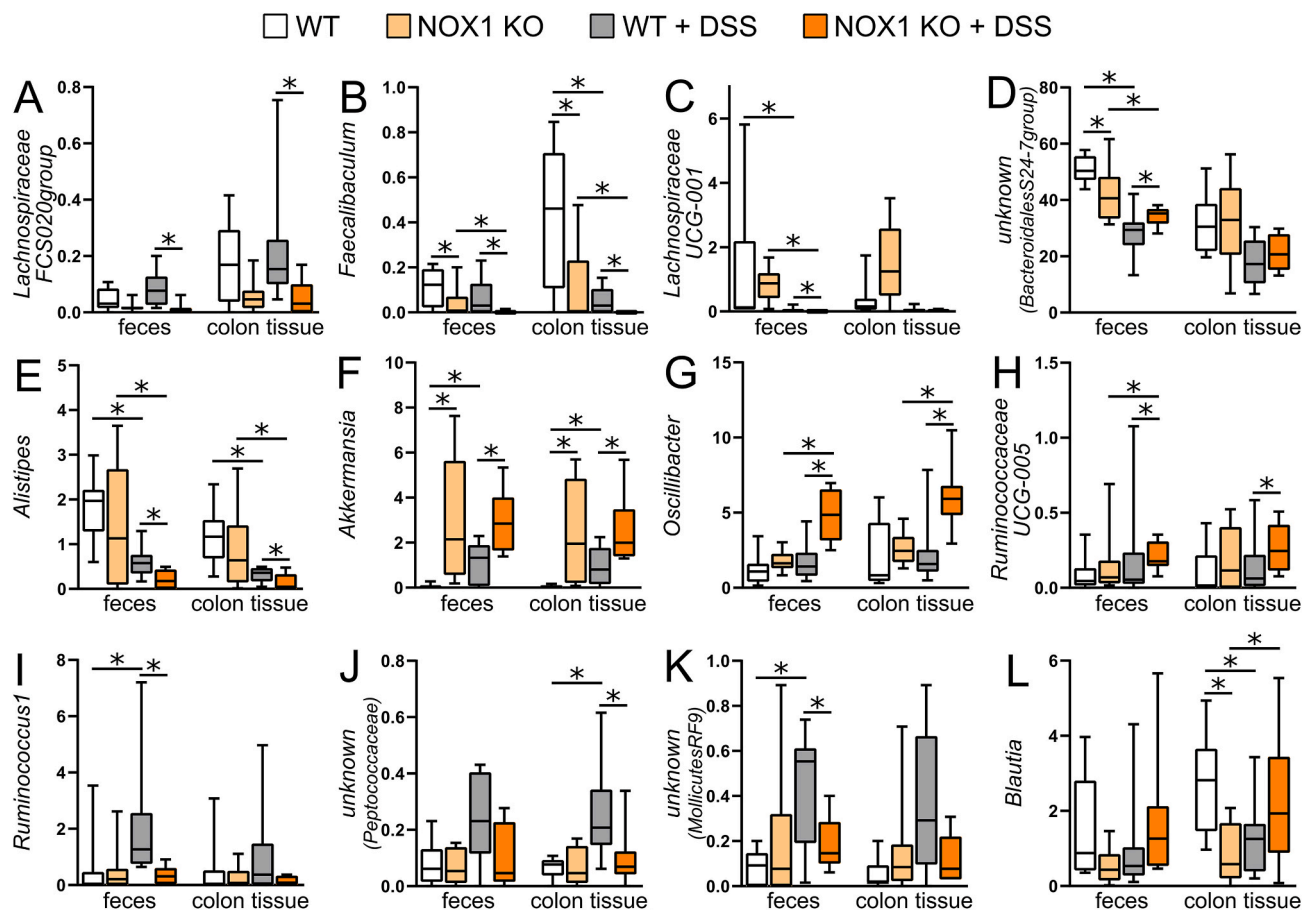 WT NOX1 KO WT + DSS NOX1 KO + DSS
A
Lachnospiraceae
FCS020group
0.8
0.6
0.4
0.2
0.0
*
*
feces colon tissue
B
Faecalibaculum
1.0
0.8
0.6
0.4
0.2
0.0
*
*
*
*
*
*
*
feces colon tissue
C
Lachnospiraceae
UCG-001
6
4
2
0
*
*
*
feces colon tissue
D
unknown
(BacteroidalesS24-7group)
80
60
40
20
0
*
*
*
*
feces colon tissue
E
Alistipes
5
4
3
2
1
0
*
*
*
*
*
*
feces colon tissue
F
Akkermansia
10
8
6
4
2
0
*
*
*
*
*
*
feces colon tissue
G
Oscillibacter
15
10
5
0
*
*
*
*
feces colon tissue
H
Ruminococcaceae
UCG-005
1.5
1.0
0.5
0.0
*
*
*
feces colon tissue
I
Ruminococcus1
8
6
4
2
0
*
*
feces colon tissue
J
unknown
(Peptococcaceae)
0.8
0.6
0.4
0.2
0.0
*
*
feces colon tissue
K
unknown
(MollicutesRF9)
1.0
0.8
0.6
0.4
0.2
0.0
*
*
feces colon tissue
L
Blautia
6
4
2
0
*
*
*
feces colon tissue